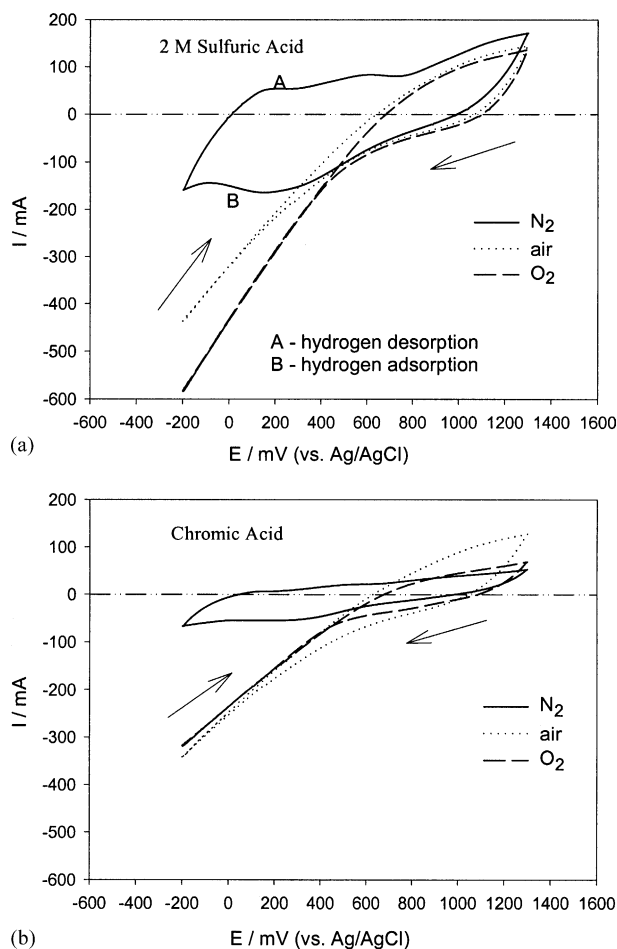 200
2 M Sulfuric Acid
100
A
0
-100
B
-200
I / mA
N2
-300
air
O2
-400
A - hydrogen desorption
-500
B - hydrogen adsorption
-600
-600 -400 -200 0 200 400 600 800 1000 1200 1400 1600
(a)
E / mV (vs. Ag/AgCl)
200
Chromic Acid
100
0
-100
-200
I / mA
N2
-300
air
O2
-400
-500
-600
-600 -400 -200 0 200 400 600 800 1000 1200 1400 1600
(b)
E / mV (vs. Ag/AgCl)